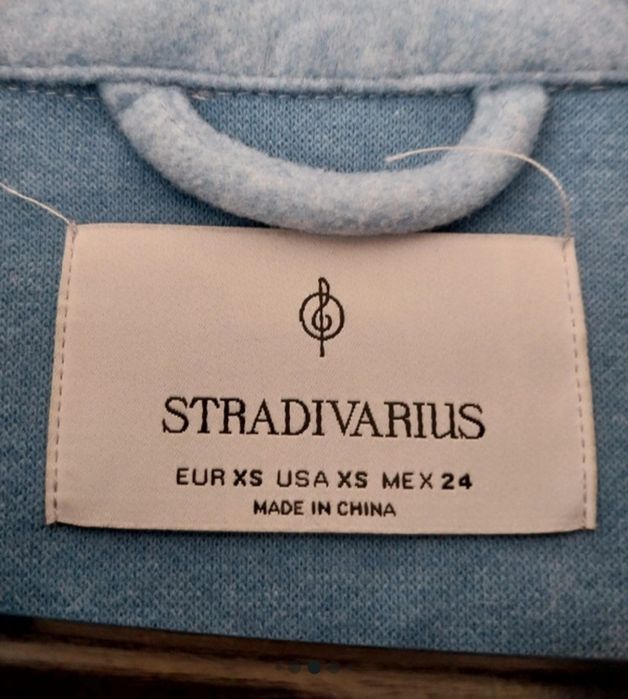 STRADIVARIUS
EUR XS USA XS MEX 24
MADE IN CHINA